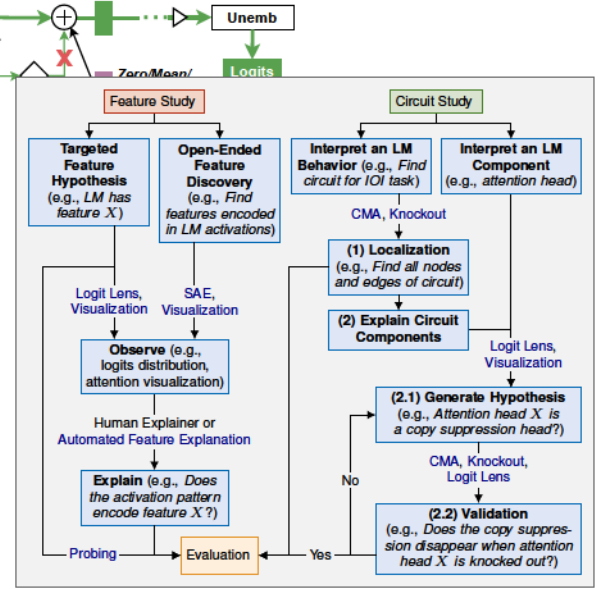 Unemb
X
Zero/Mean/
Logits
Feature Study
Circuit Study
Targeted
Feature
Hypothesis
(e.g., LM has
feature X)
Open-Ended
Feature
Discovery
(e.g., Find
features encoded
in LM activations)
Interpret an LM
Behavior (e.g., Find
circuit for IOI task)
Interpret an LM
Component
(e.g., attention head)
CMA, Knockout
(1) Localization
(e.g., Find all nodes
and edges of circuit)
(2) Explain Circuit
Components
Logit Lens,
Visualization
SAE,
Visualization
Logit Lens,
Visualization
Observe (e.g.,
logits distribution,
attention visualization)
Human Explainer or
Automated Feature Explanation
Explain (e.g., Does
the activation pattern
encode feature X?)
(2.1) Generate Hypothesis
(e.g., Attention head X is
a copy suppression head?)
CMA, Knockout,
Logit Lens
No
(2.2) Validation
(e.g., Does the copy suppres-
sion disappear when attention
head X is knocked out?)
Probing
Evaluation
Yes